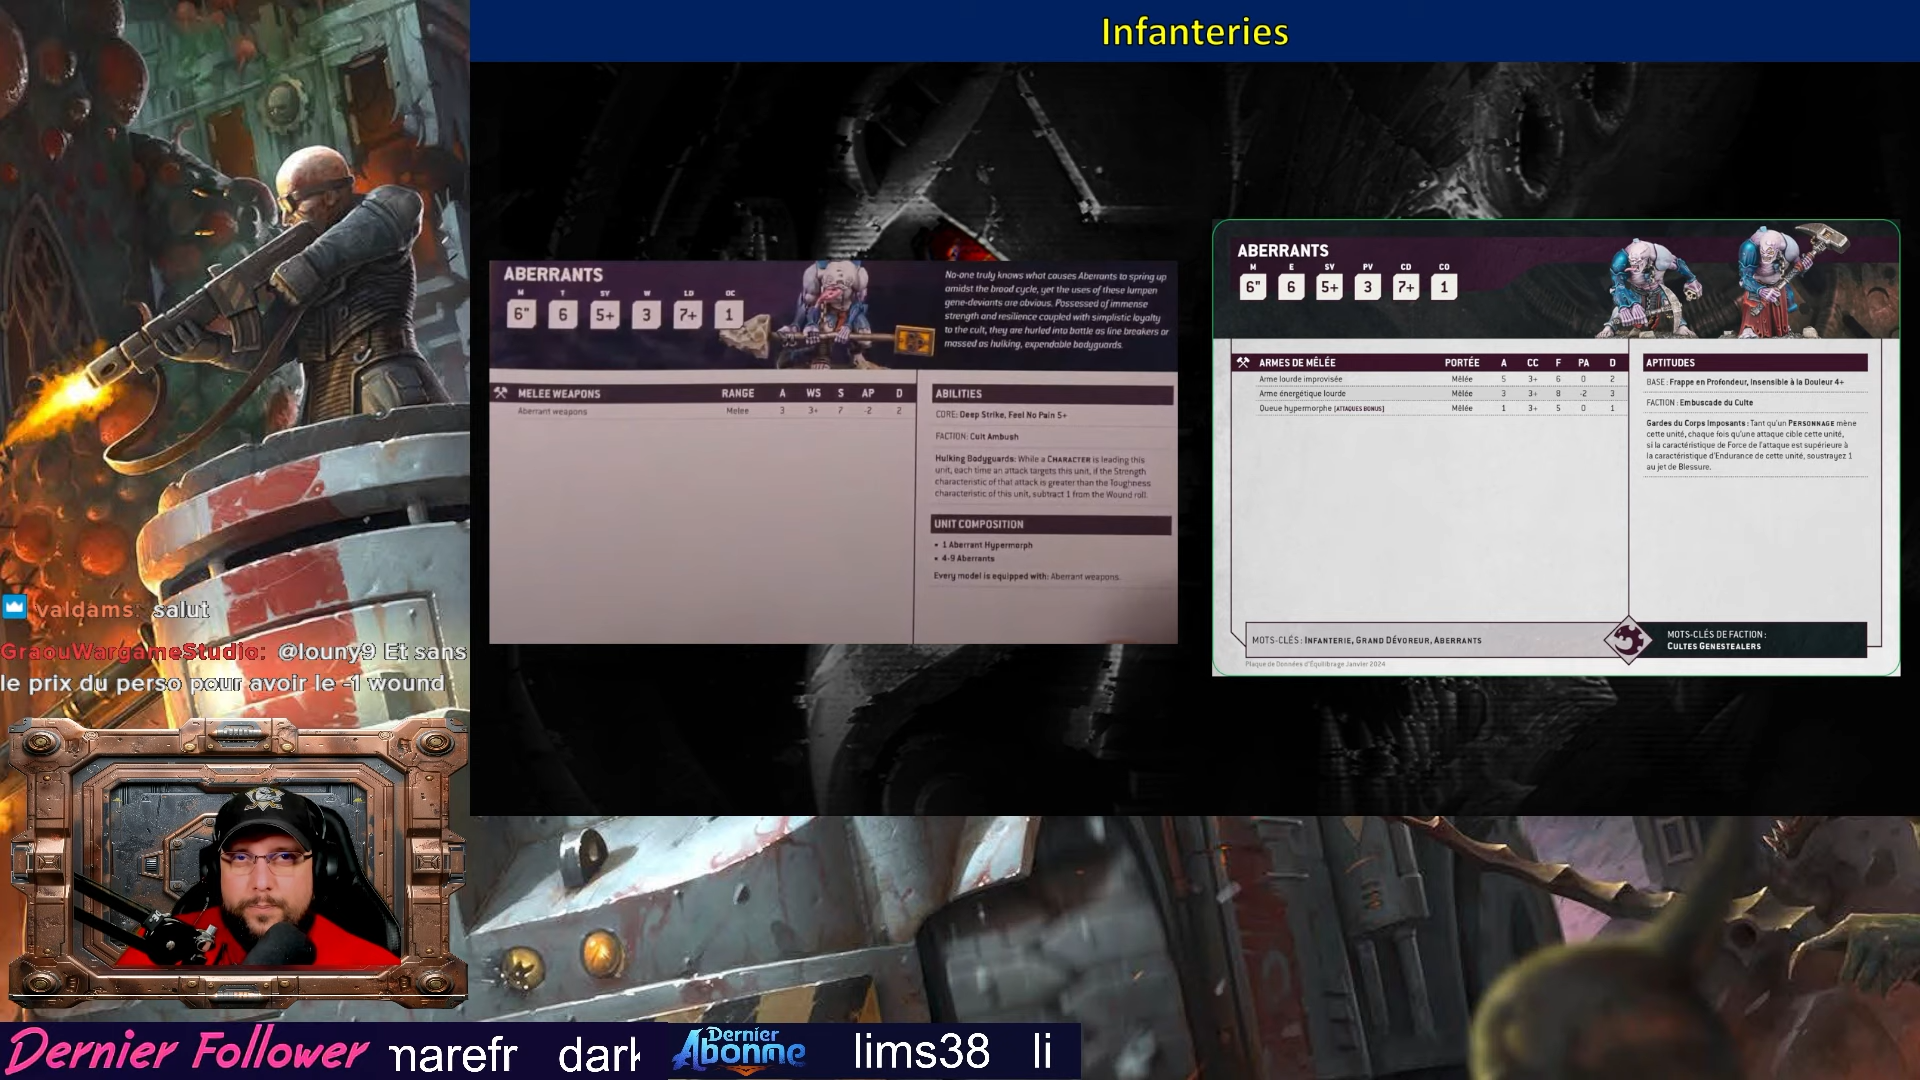 Infanteries
ABERRANTS
M T SV W LD OC
6" 6 5+ 3 7+ 1
No-one truly knows what causes Aberrants to spring up
amidst the brood cycle, yet the uses of these lumpen
gene-deviants are obvious. Possessed of immense
strength and resilience coupled with simplistic loyalty
to the cult, they are hurled into battle as line breakers or
massed as hulking, expendable bodyguards.
MELEE WEAPONS RANGE A WS S AP D
Aberrant weapons Melee 3 3+ 7 -2 2
ABILITIES
CORE: Deep Strike, Feel No Pain 5+
FACTION: Cult Ambush
Hulking Bodyguards: While a CHARACTER is leading this
unit, each time an attack targets this unit, if the Strength
characteristic of that attack is greater than the Toughness
characteristic of this unit, subtract 1 from the Wound roll.
UNIT COMPOSITION
• 1 Aberrant Hypermorph
• 4-9 Aberrants
Every model is equipped with: Aberrant weapons.
ABERRANTS
M E SV PV CD CO
6" 6 5+ 3 7+ 1
ARMES DE MÊLÉE PORTÉE A CC F PA D
Arme lourde improvisée Mêlée 5 3+ 6 0 2
Arme énergétique lourde Mêlée 3 3+ 8 -2 3
Queue hypermorphe [ATTAQUES BONUS] Mêlée 1 3+ 5 0 1
APTITUDES
BASE : Frappe en Profondeur, Insensible à la Douleur 4+
FACTION : Embuscade du Culte
Gardes du Corps Imposants : Tant qu'un PERSONNAGE mène
cette unité, chaque fois qu'une attaque cible cette unité,
si la caractéristique de Force de l'attaque est supérieure à
la caractéristique d'Endurance de cette unité, soustrayez 1
au jet de Blessure.
MOTS-CLÉS : INFANTERIE, GRAND DÉVOREUR, ABERRANTS
MOTS-CLÉS DE FACTION :
CULTES GENESTEALERS
Plaque de Données d'Équilibrage Janvier 2024
valdams: salut
GraouWargameStudio: @louny9 Et sans
le prix du perso pour avoir le -1 wound
Dernier Follower marefr dark
Dernier
Abonné lims38 li